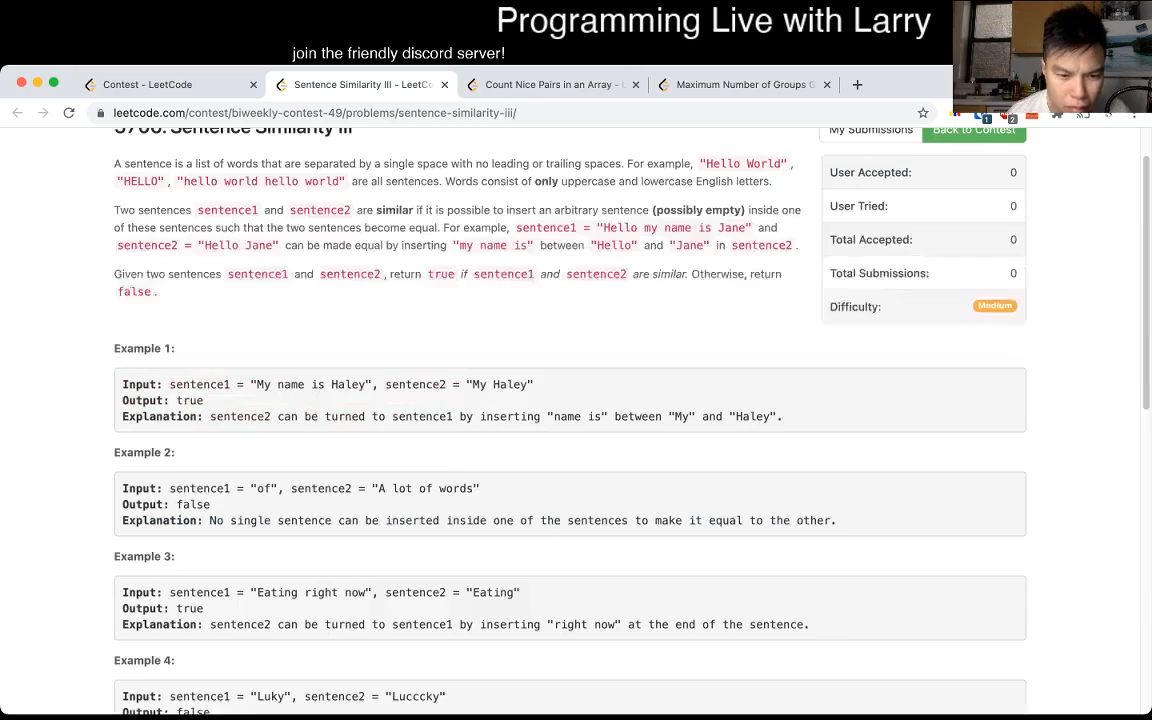 Programming Live with Larry
join the friendly discord server!
Contest - LeetCode
Sentence Similarity III - LeetCo
Count Nice Pairs in an Array -
Maximum Number of Groups G
leetcode.com/contest/biweekly-contest-49/problems/sentence-similarity-iii/
Sentence Similarity III
My Submissions
Back to Contest
A sentence is a list of words that are separated by a single space with no leading or trailing spaces. For example, "Hello World",
"HELLO", "hello world hello world" are all sentences. Words consist of only uppercase and lowercase English letters.
Two sentences sentence1 and sentence2 are similar if it is possible to insert an arbitrary sentence (possibly empty) inside one
of these sentences such that the two sentences become equal. For example, sentence1 = "Hello my name is Jane" and
sentence2 = "Hello Jane" can be made equal by inserting "my name is" between "Hello" and "Jane" in sentence2.
Given two sentences sentence1 and sentence2, return true if sentence1 and sentence2 are similar. Otherwise, return
false.
User Accepted: 0
User Tried: 0
Total Accepted: 0
Total Submissions: 0
Difficulty: Medium
Example 1:
Input: sentence1 = "My name is Haley", sentence2 = "My Haley"
Output: true
Explanation: sentence2 can be turned to sentence1 by inserting "name is" between "My" and "Haley".
Example 2:
Input: sentence1 = "of", sentence2 = "A lot of words"
Output: false
Explanation: No single sentence can be inserted inside one of the sentences to make it equal to the other.
Example 3:
Input: sentence1 = "Eating right now", sentence2 = "Eating"
Output: true
Explanation: sentence2 can be turned to sentence1 by inserting "right now" at the end of the sentence.
Example 4:
Input: sentence1 = "Luky", sentence2 = "Lucccky"
Output: false